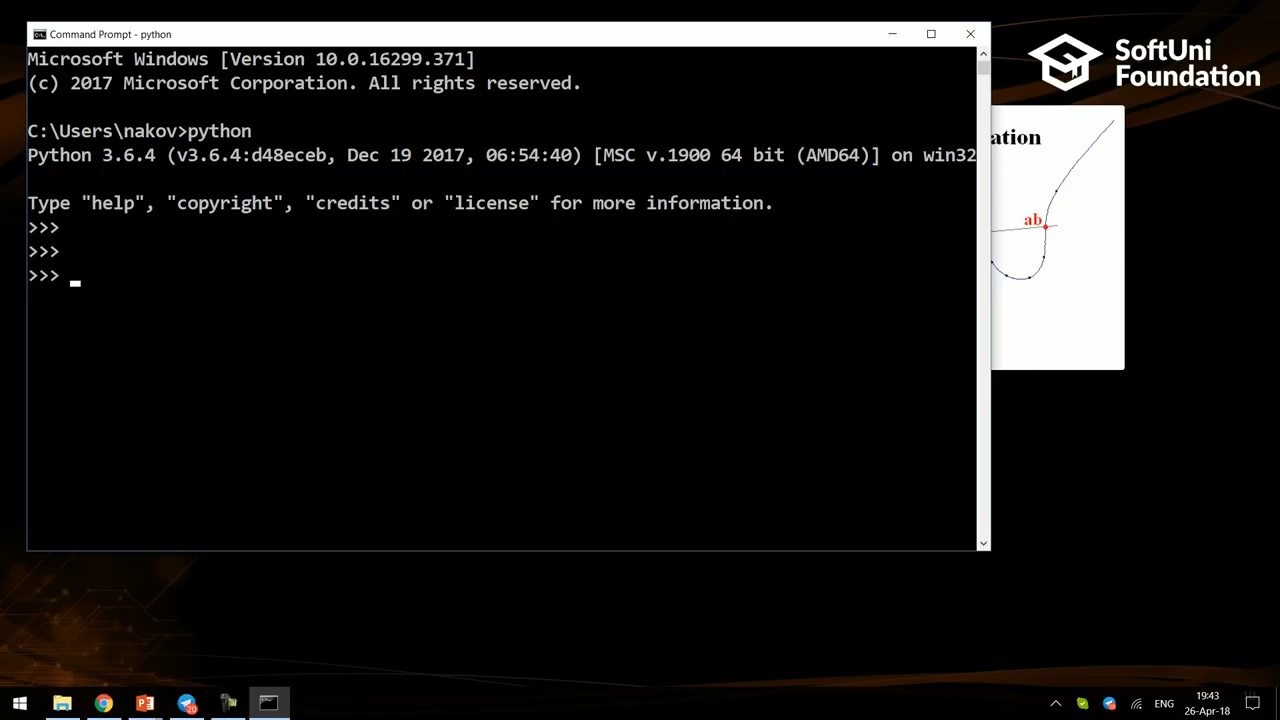 Command Prompt - python
Microsoft Windows [Version 10.0.16299.371]
(c) 2017 Microsoft Corporation. All rights reserved.
C:\Users\nakov>python
Python 3.6.4 (v3.6.4:d48eceb, Dec 19 2017, 06:54:40) [MSC v.1900 64 bit (AMD64)] on win32
Type "help", "copyright", "credits" or "license" for more information.
>>>
>>>
>>>
SoftUni
Foundation
ation
ab
20
ENG
19:43
26-Apr-18